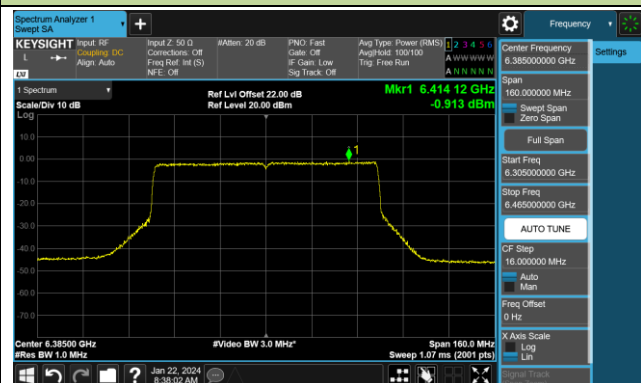 Spectrum Analyzer 1
Swept SA
Frequency
KEYSIGHT
L
Input: RF
Coupling: DC
Align: Auto
Input Z: 50 Ω
Corrections: Off
Freq Ref: Int (S)
NFE: Off
#Atten: 20 dB
PNO: Fast
Gate: Off
IF Gain: Low
Sig Track: Off
Avg Type: Power (RMS)
Avg|Hold: 100/100
Trig: Free Run
1 2 3 4 5 6
A W W W W W
A N N N N N
LXI
1 Spectrum
Scale/Div 10 dB
Log
Ref Lvl Offset 22.00 dB
Ref Level 20.00 dBm
Mkr1 6.414 12 GHz
-0.913 dBm
10.0
0.00
-10.0
-20.0
-30.0
-40.0
-50.0
-60.0
-70.0
1
Center 6.38500 GHz
#Res BW 1.0 MHz
#Video BW 3.0 MHz*
Span 160.0 MHz
Sweep 1.07 ms (2001 pts)
Jan 22, 2024
8:38:02 AM
Center Frequency
6.385000000 GHz
Span
160.000000 MHz
Swept Span
Zero Span
Full Span
Start Freq
6.305000000 GHz
Stop Freq
6.465000000 GHz
AUTO TUNE
CF Step
16.000000 MHz
Auto
Man
Freq Offset
0 Hz
X Axis Scale
Log
Lin
Signal Track
Settings